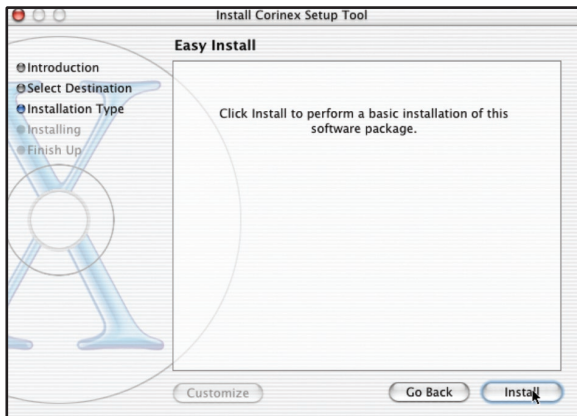 Install Corinex Setup Tool
Easy Install
Introduction
Select Destination
Installation Type
Installing
Finish Up
Click Install to perform a basic installation of this
software package.
Customize
Go Back
Install